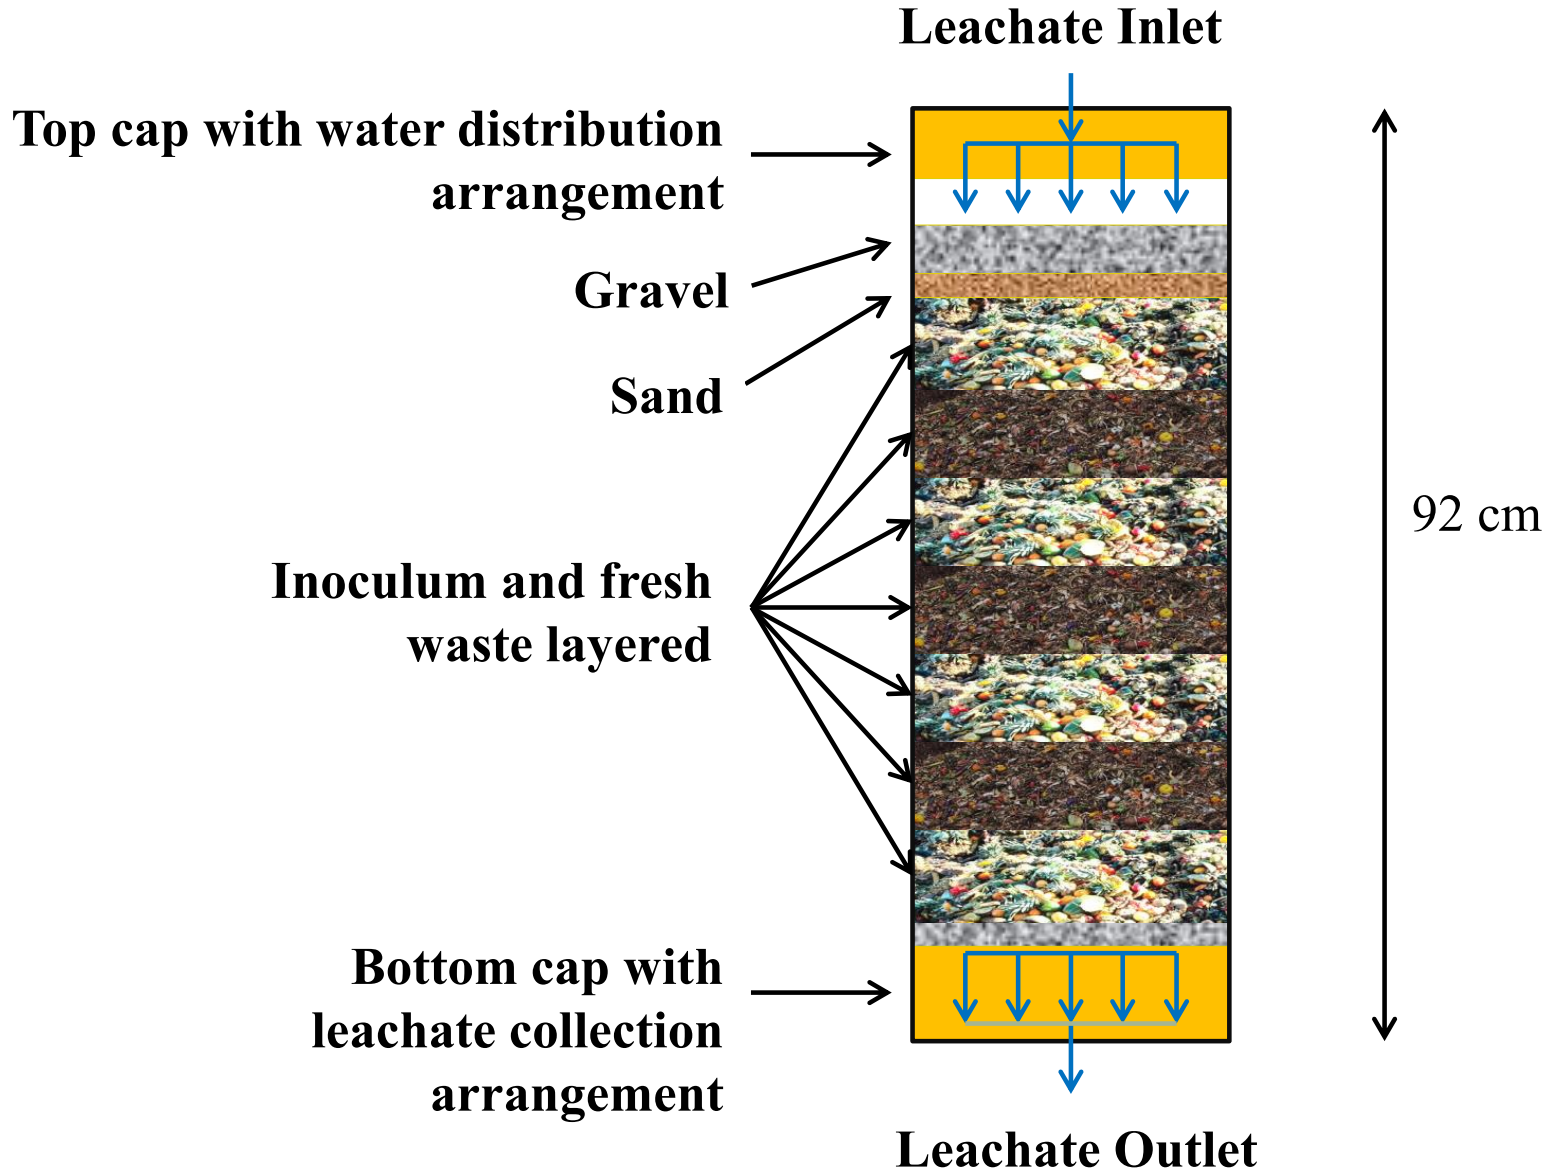 Leachate Inlet
Top cap with water distribution
arrangement
Gravel
Sand
92 cm
Inoculum and fresh
waste layered
Bottom cap with
leachate collection
arrangement
Leachate Outlet